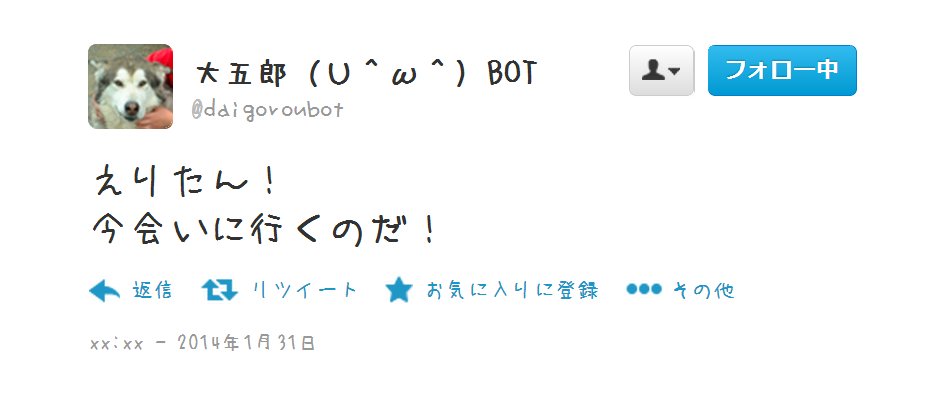 大五郎（U＾ω＾）BOT
@daigoroubot
フォロー中
えりたん！
今会いに行くのだ！
返信 リツイート お気に入りに登録 その他
xx:xx - 2014年1月31日